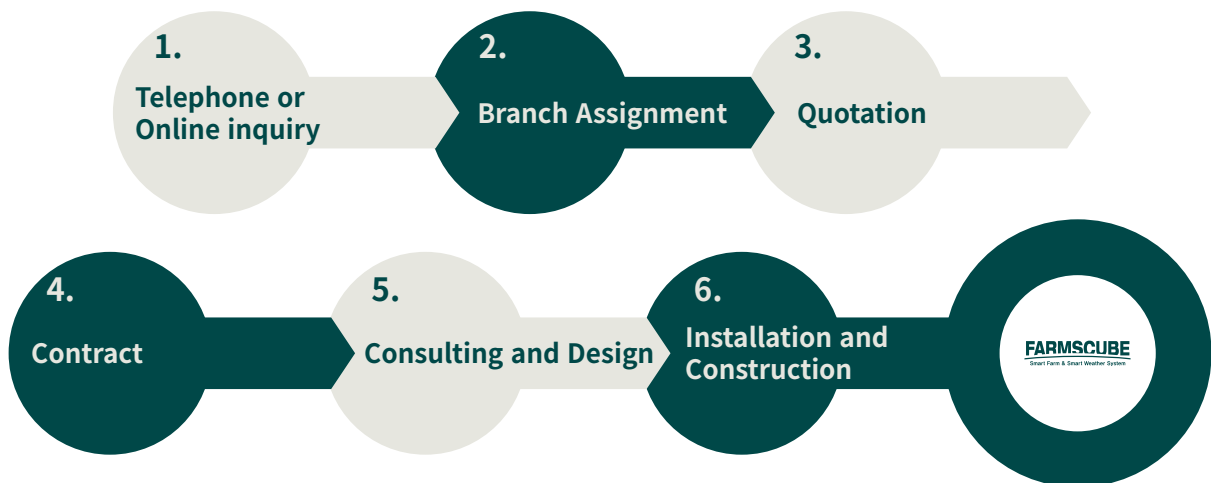 1.
Telephone or
Online inquiry
2.
Branch Assignment
3.
Quotation
4.
Contract
5.
Consulting and Design
6.
Installation and
Construction
FARMSCUBE
Smart Farm & Smart Weather System